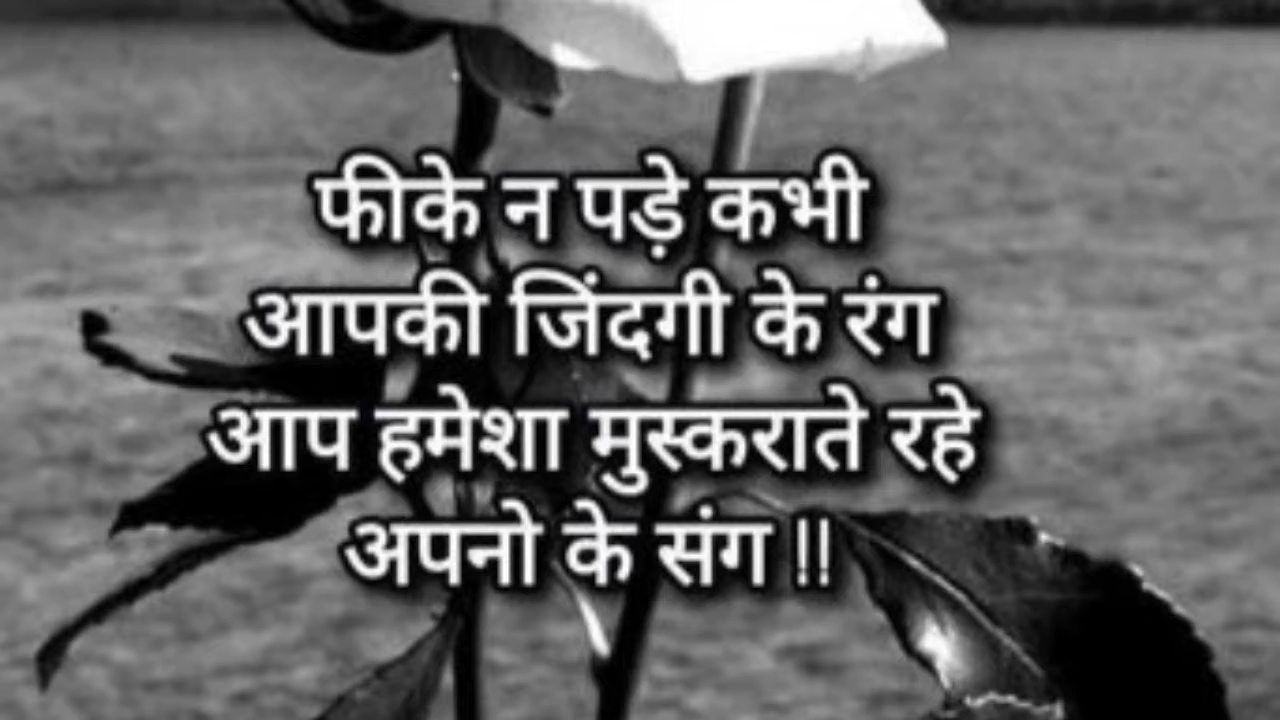 फीके न पड़े कभी
आपकी जिंदगी के रंग
आप हमेशा मुस्कराते रहे
अपनो के संग !!